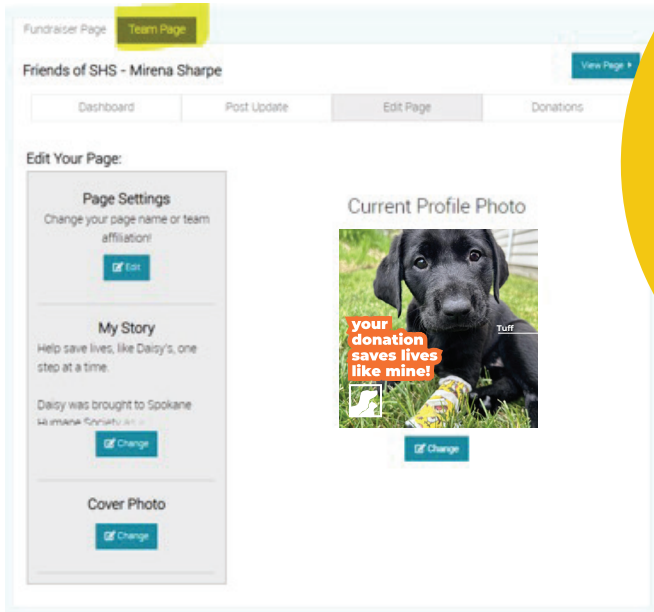 Fundraiser Page Team Page
Friends of SHS - Mirena Sharpe
View Page
Dashboard Post Update Edit Page Donations
Edit Your Page:
Page Settings
Change your page name or team
affiliation!
Edit
My Story
Help save lives, like Daisy's, one
step at a time.
Daisy was brought to Spokane
Humane Society as a
Change
Cover Photo
Change
Current Profile Photo
your
donation
saves lives
like mine!
Tuff
Change